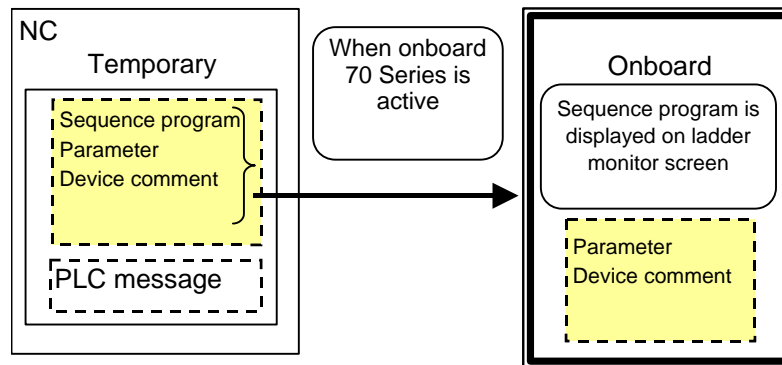 NC
Temporary
Sequence program
Parameter
Device comment
PLC message
When onboard
70 Series is
active
Onboard
Sequence program is
displayed on ladder
monitor screen
Parameter
Device comment